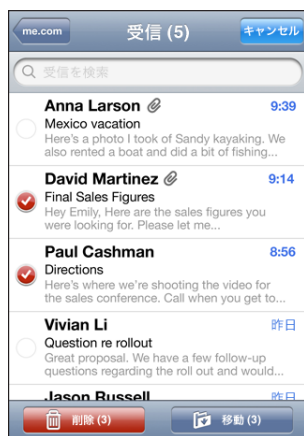 me.com
受信 (5)
キャンセル
受信を検索
Anna Larson
9:39
Mexico vacation
Here's a photo I took of Sandy kayaking. We
also rented a boat and did a bit of fishing...
David Martinez
9:14
Final Sales Figures
Hey Emily, Here are the sales figures you
were looking for. Please let me...
Paul Cashman
8:56
Directions
Here's where we're shooting the video for
the sales conference. Call when you get to...
Vivian Li
昨日
Question re rollout
Great proposal. We have a few follow-up
questions regarding the roll out and would...
Jason Russell
昨日
削除 (3)
移動 (3)